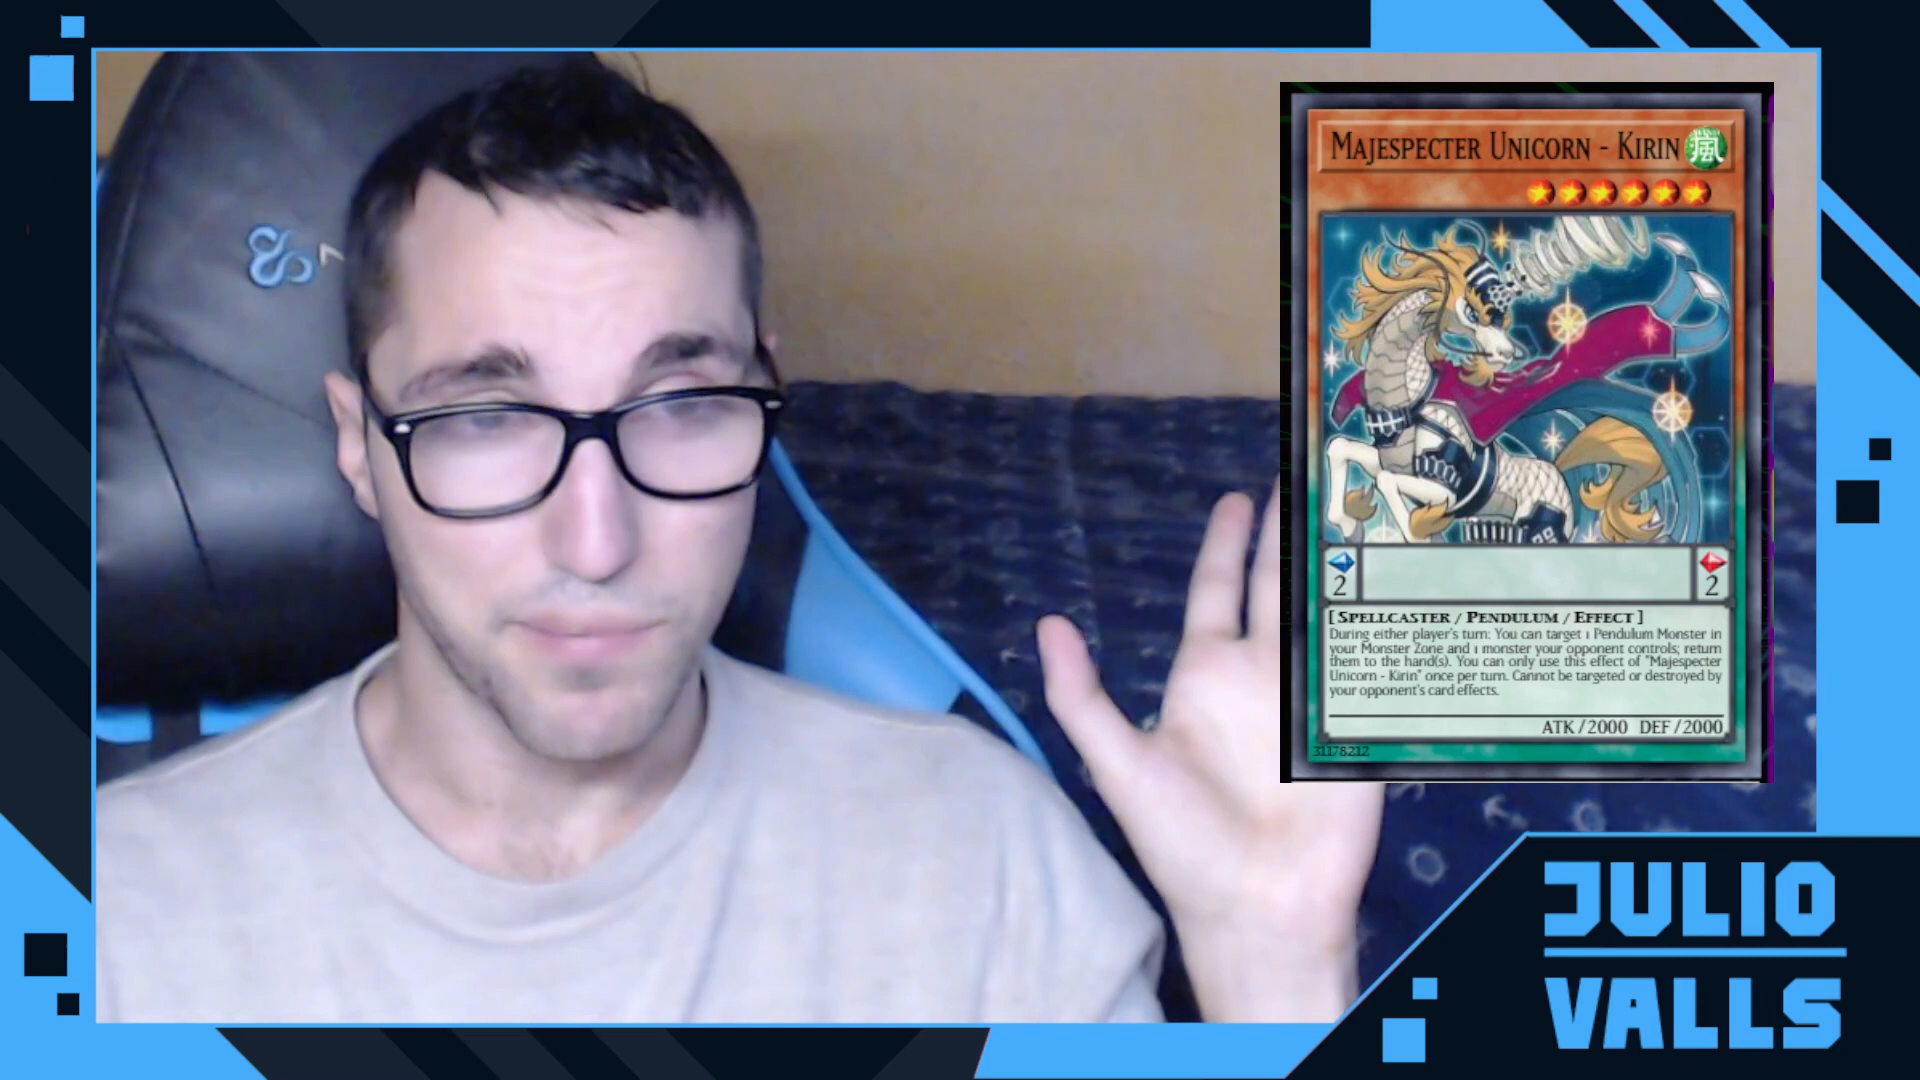 MAJESPECTER UNICORN - KIRIN
2
2
[ SPELLCASTER / PENDULUM / EFFECT ]
During either player's turn: You can target 1 Pendulum Monster in
your Monster Zone and 1 monster your opponent controls; return
them to the hand(s). You can only use this effect of "Majespecter
Unicorn - Kirin" once per turn. Cannot be targeted or destroyed by
your opponent's card effects.
ATK/2000 DEF/2000
31178212
JULIO
VALLS